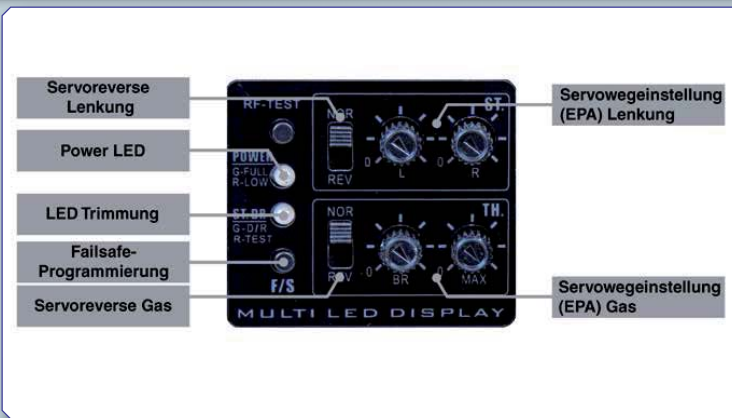 Servoreverse
Lenkung
Power LED
LED Trimmung
Failsafe-
Programmierung
Servoreverse Gas
RF-TEST
POWER
G-FULL
R-LOW
ST.DR
G-D/R
R-TEST
F/S
NOR
REV
0
L
0
R
ST.
NOR
REV
0
BR
0
MAX
TH.
MULTI LED DISPLAY
Servowegeinstellung
(EPA) Lenkung
Servowegeinstellung
(EPA) Gas